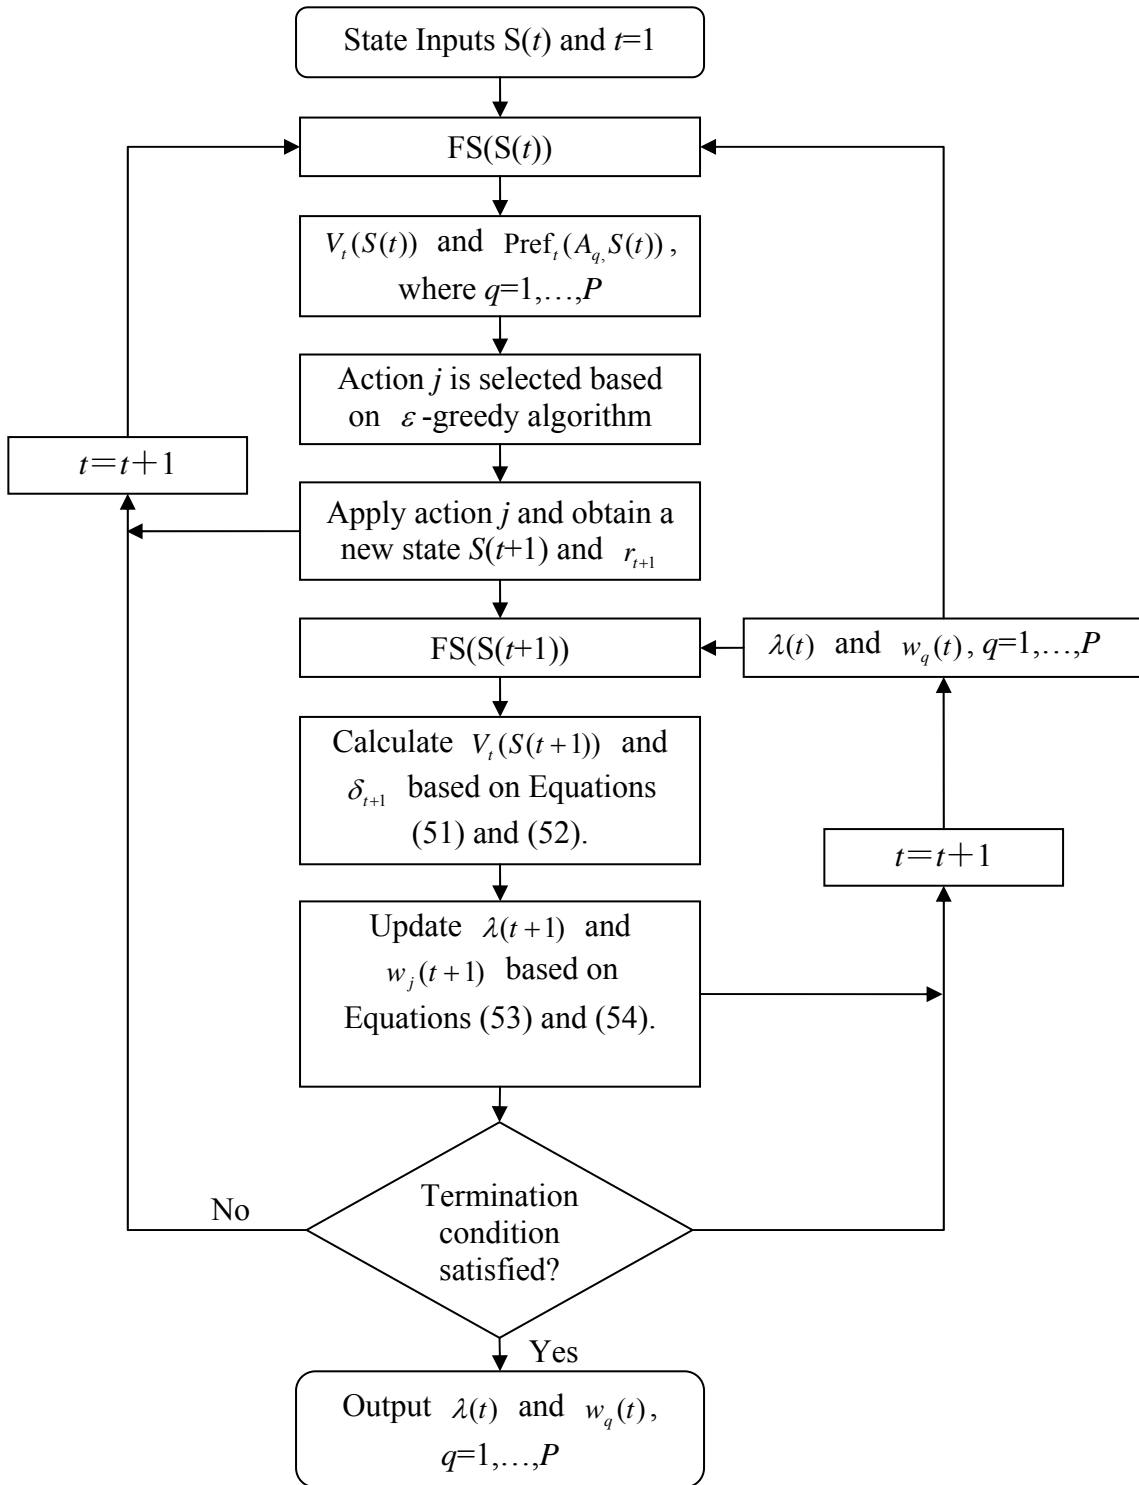 State Inputs S(t) and t=1
FS(S(t))
V_t(S(t)) and Pref_t(A_q, S(t)),
where q=1,…,P
Action j is selected based
on ε-greedy algorithm
t=t+1
Apply action j and obtain a
new state S(t+1) and r_{t+1}
FS(S(t+1))
λ(t) and w_q(t), q=1,…,P
Calculate V_t(S(t+1)) and
δ_{t+1} based on Equations
(51) and (52).
t=t+1
Update λ(t+1) and
w_j(t+1) based on
Equations (53) and (54).
No
Termination
condition
satisfied?
Yes
Output λ(t) and w_q(t),
q=1,…,P